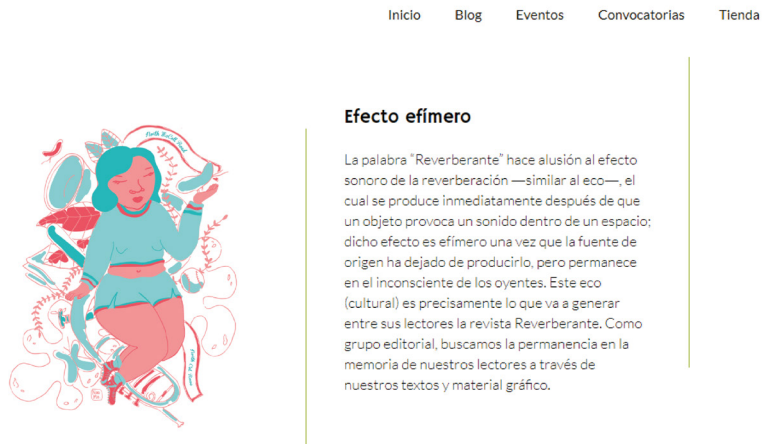 Inicio Blog Eventos Convocatorias Tienda
Efecto efímero
La palabra “Reverberante” hace alusión al efecto
sonoro de la reverberación —similar al eco—, el
cual se produce inmediatamente después de que
un objeto provoca un sonido dentro de un espacio;
dicho efecto es efímero una vez que la fuente de
origen ha dejado de producirlo, pero permanece
en el inconsciente de los oyentes. Este eco
(cultural) es precisamente lo que va a generar
entre sus lectores la revista Reverberante. Como
grupo editorial, buscamos la permanencia en la
memoria de nuestros lectores a través de
nuestros textos y material gráfico.